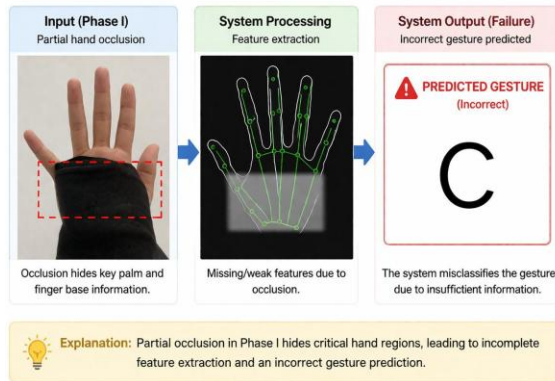 Input (Phase I)
Partial hand occlusion
Occlusion hides key palm and
finger base information.
System Processing
Feature extraction
Missing/weak features due to
occlusion.
System Output (Failure)
Incorrect gesture predicted
PREDICTED GESTURE
(Incorrect)
C
The system misclassifies the gesture
due to insufficient information.
Explanation: Partial occlusion in Phase I hides critical hand regions, leading to incomplete
feature extraction and an incorrect gesture prediction.